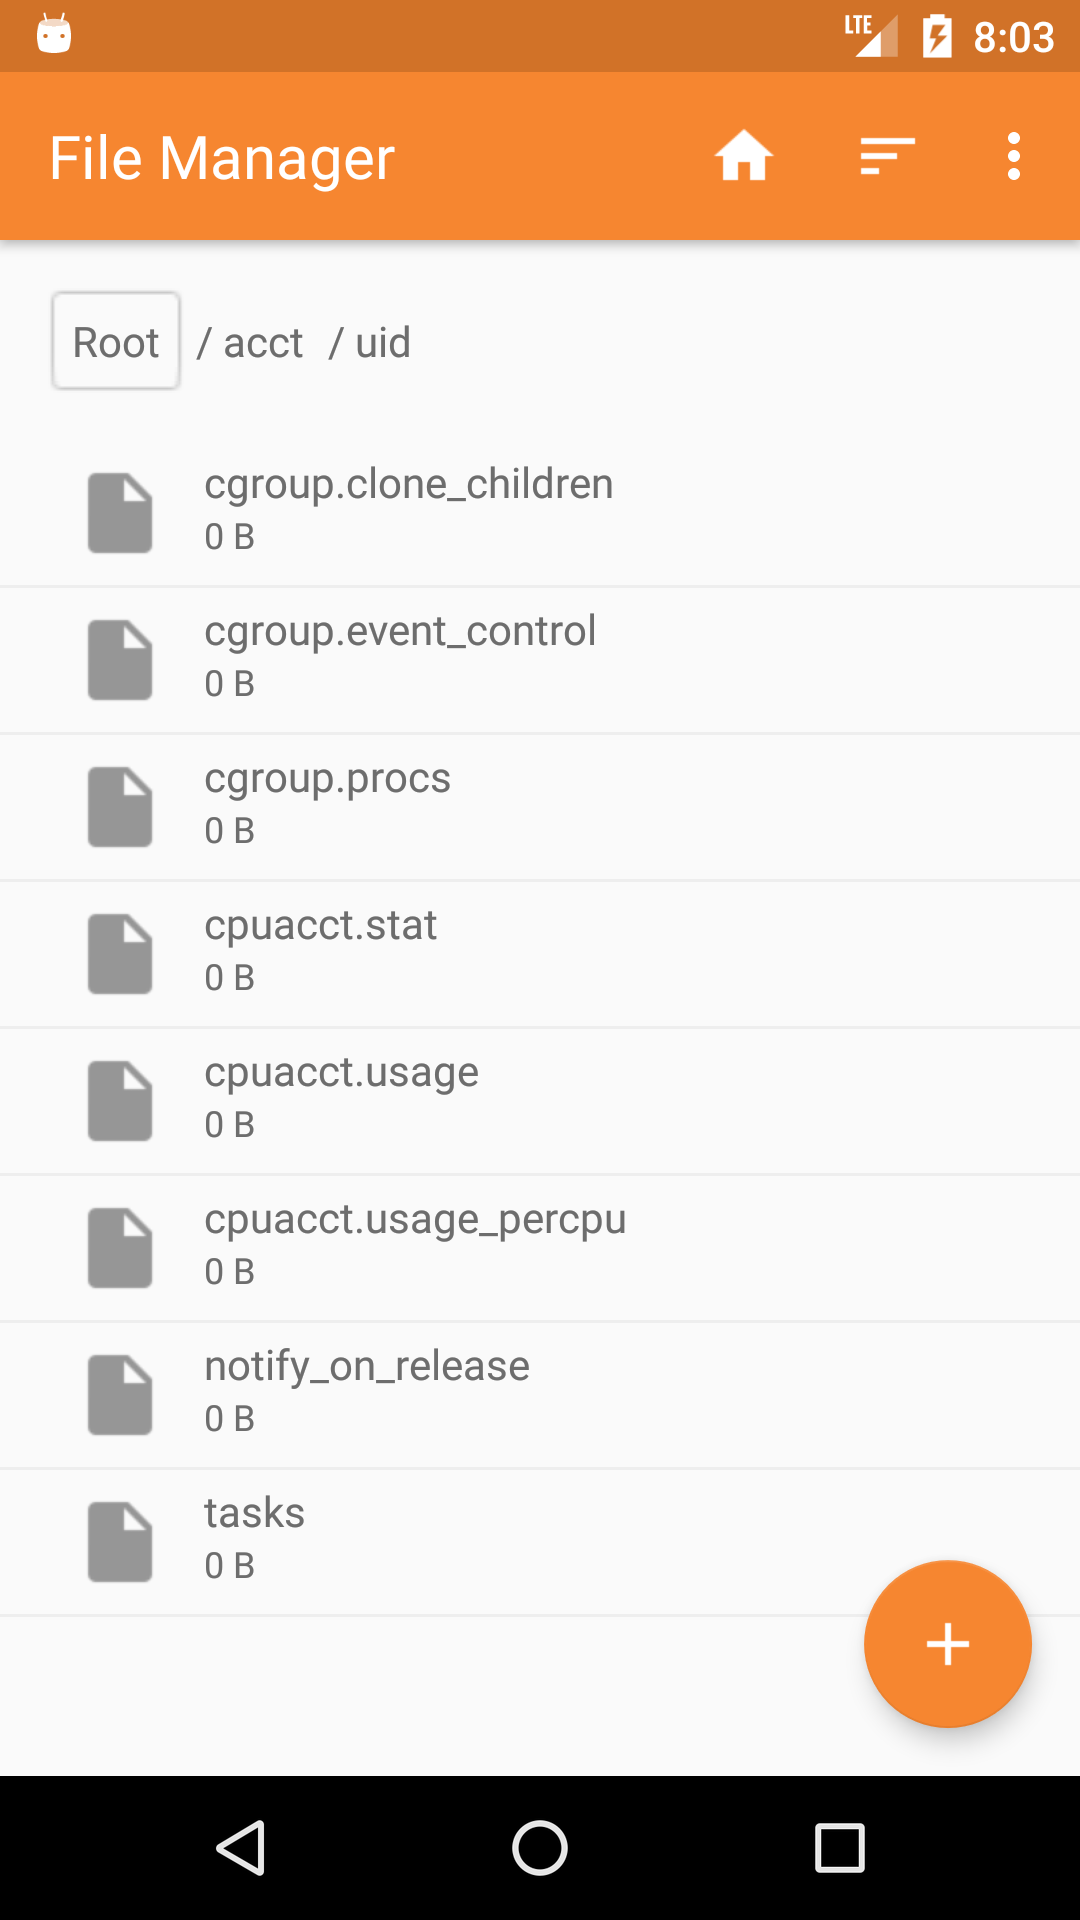 LTE 8:03
File Manager
Root / acct / uid
cgroup.clone_children
0 B
cgroup.event_control
0 B
cgroup.procs
0 B
cpuacct.stat
0 B
cpuacct.usage
0 B
cpuacct.usage_percpu
0 B
notify_on_release
0 B
tasks
0 B